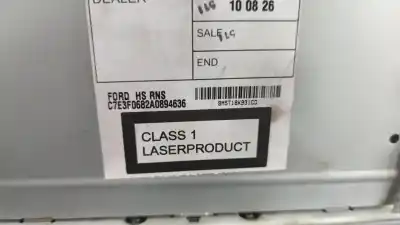 DEALER
10 08 26
SALE
END
FORD HS RNS
C7E3F0682A0894636
CLASS 1
LASERPRODUCT